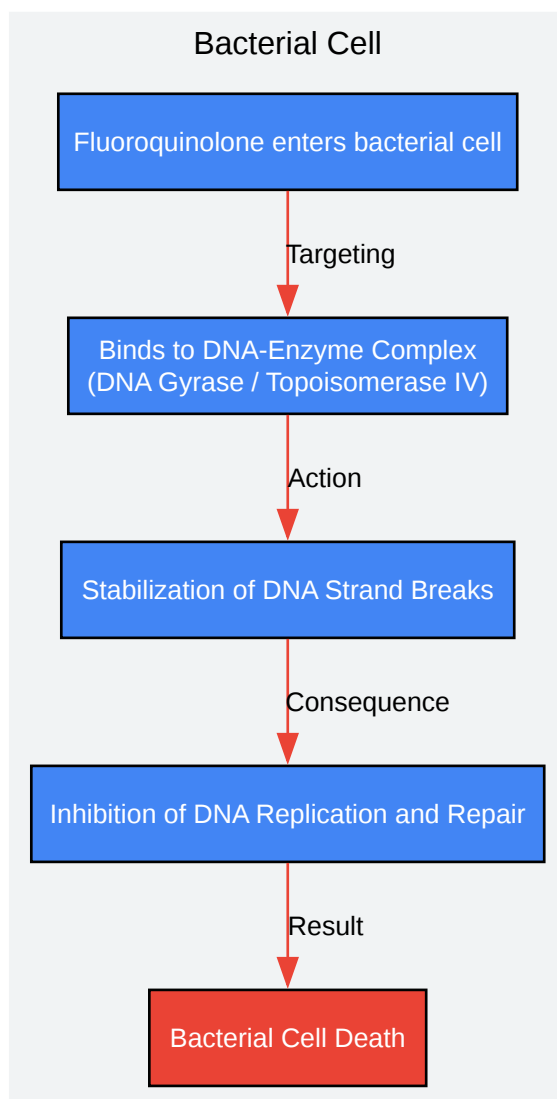 Bacterial Cell
Fluoroquinolone enters bacterial cell
Targeting
Binds to DNA-Enzyme Complex
(DNA Gyrase / Topoisomerase IV)
Action
Stabilization of DNA Strand Breaks
Consequence
Inhibition of DNA Replication and Repair
Result
Bacterial Cell Death